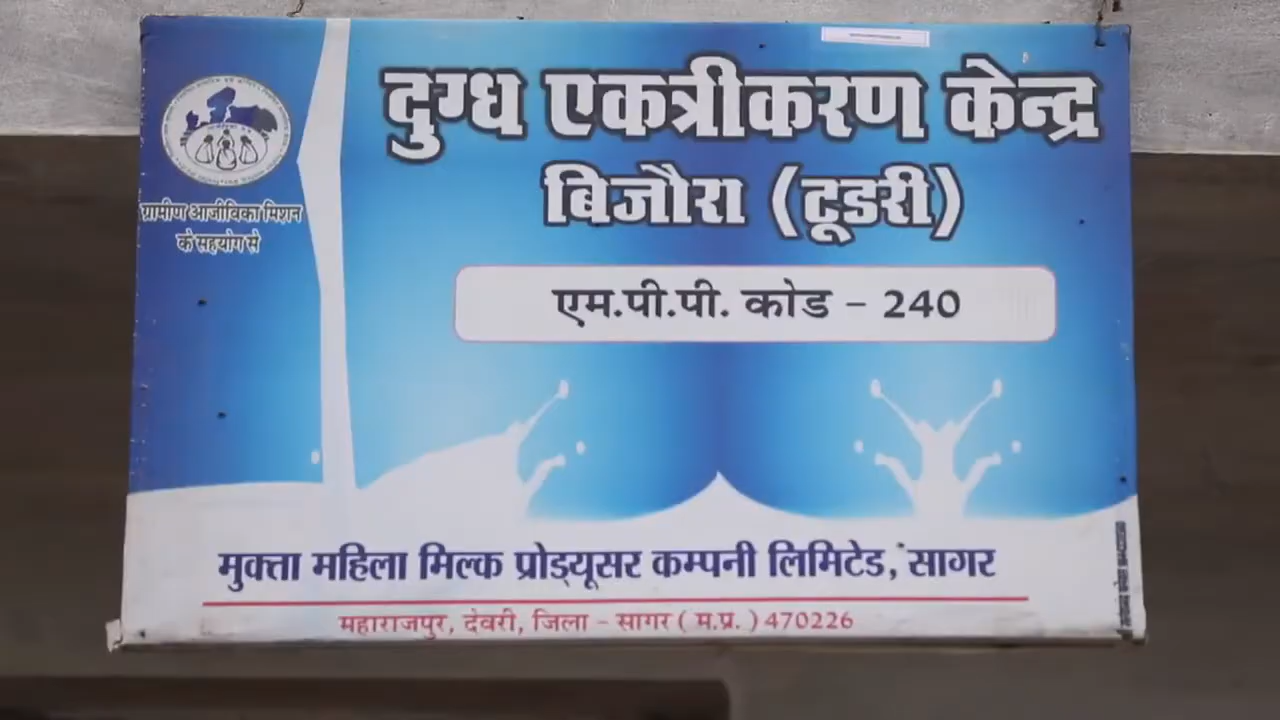 दुग्ध एकत्रीकरण केन्द्र
बिजौरा (टूडरी)
ग्रामीण आजीविका मिशन
के सहयोग से
एम.पी.पी. कोड – 240
मुक्ता महिला मिल्क प्रोड्यूसर कम्पनी लिमिटेड, सागर
महाराजपुर, देवरी, जिला – सागर ( म.प्र. ) 470226